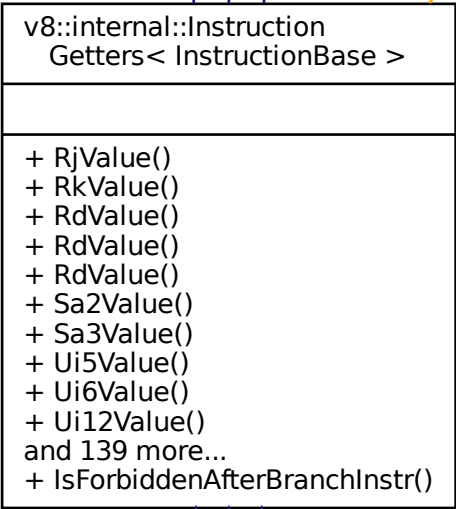 v8::internal::Instruction
Getters< InstructionBase >
+ RjValue()
+ RkValue()
+ RdValue()
+ RdValue()
+ RdValue()
+ Sa2Value()
+ Sa3Value()
+ Ui5Value()
+ Ui6Value()
+ Ui12Value()
and 139 more...
+ IsForbiddenAfterBranchInstr()